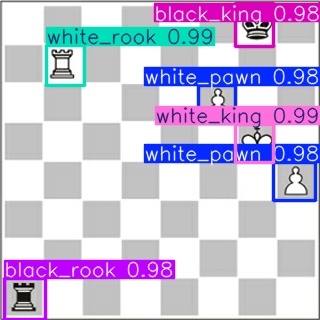 black_king 0.98
white_rook 0.99
white_pawn 0.98
white_king 0.99
white_pawn 0.98
black_rook 0.98